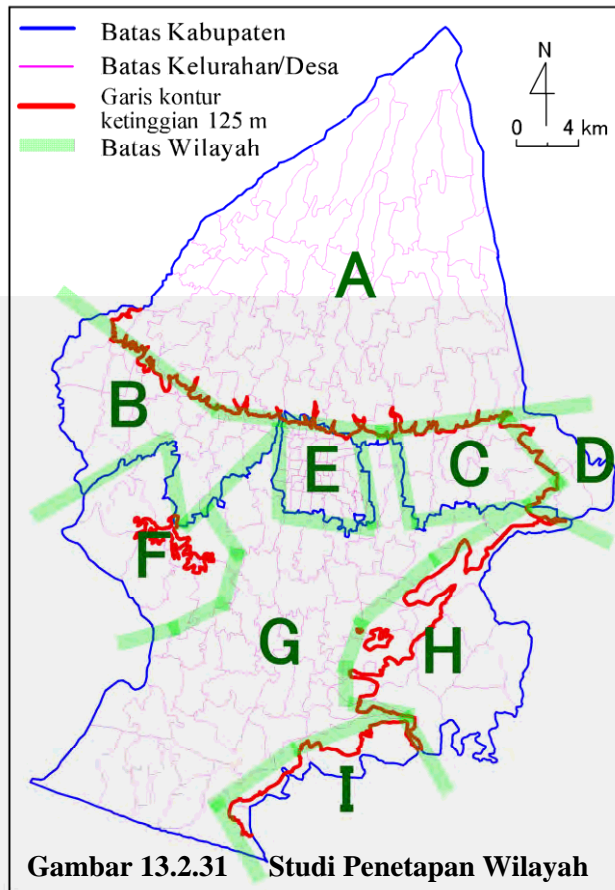 Batas Kabupaten
Batas Kelurahan/Desa
Garis kontur
ketinggian 125 m
Batas Wilayah
N
0 4 km
A
B
E
C
D
F
G
H
I
Gambar 13.2.31 Studi Penetapan Wilayah